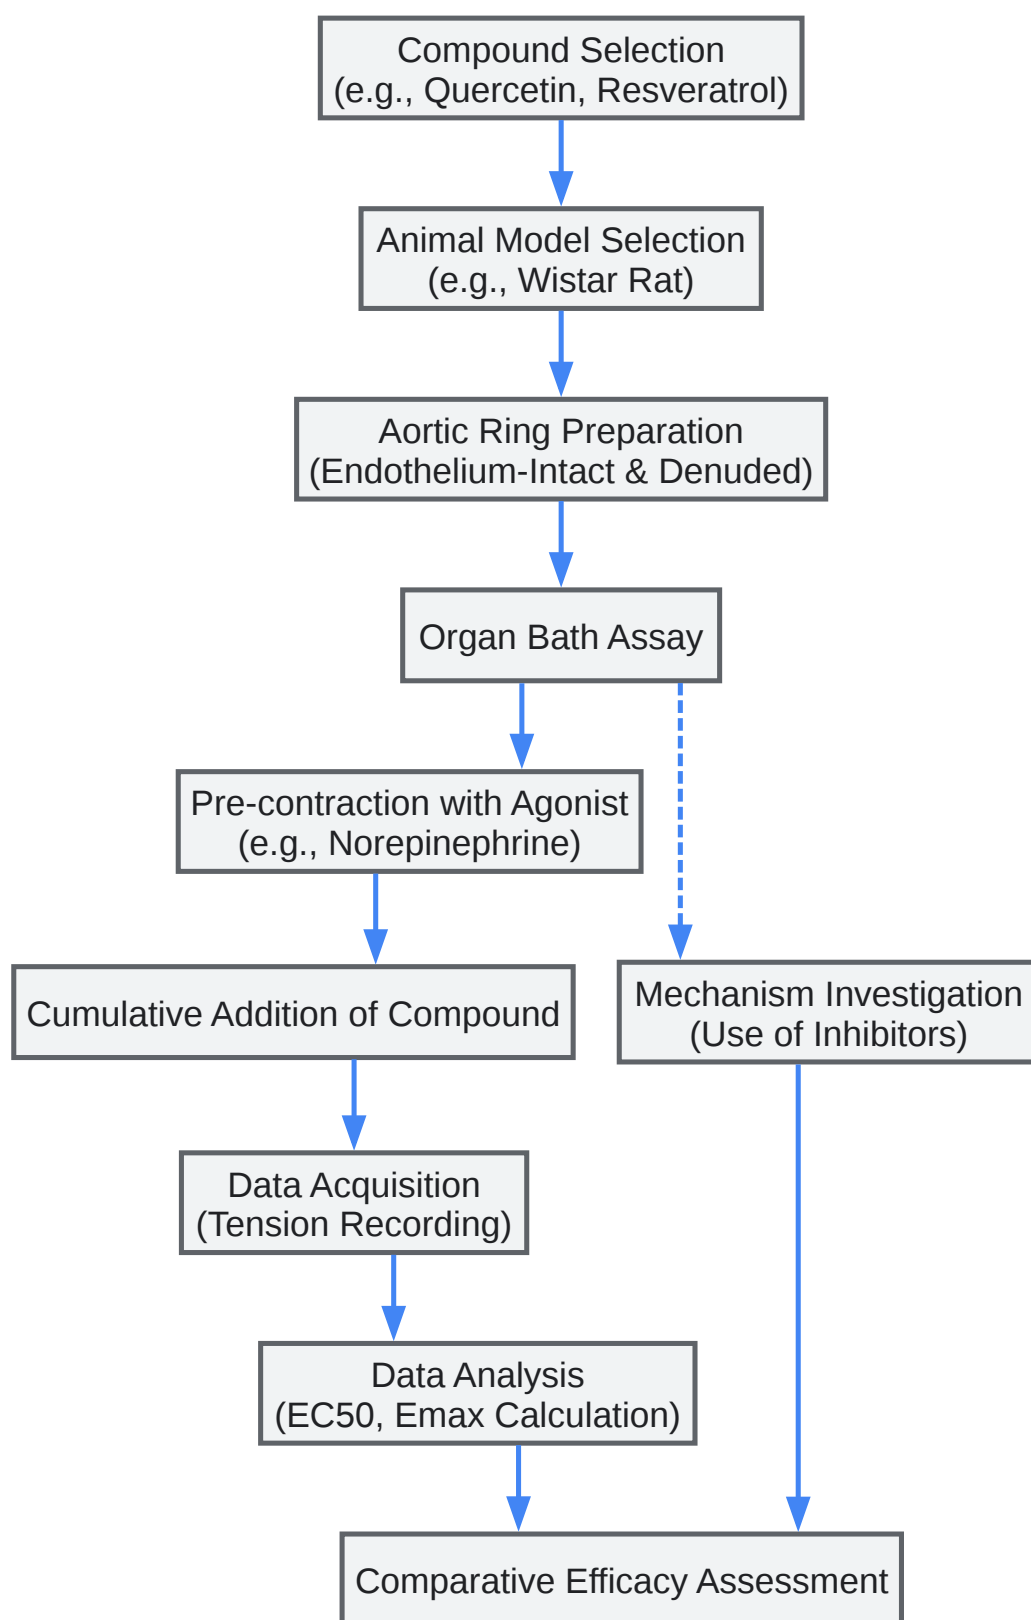 Compound Selection
(e.g., Quercetin, Resveratrol)
Animal Model Selection
(e.g., Wistar Rat)
Aortic Ring Preparation
(Endothelium-Intact & Denuded)
Organ Bath Assay
Pre-contraction with Agonist
(e.g., Norepinephrine)
Cumulative Addition of Compound
Mechanism Investigation
(Use of Inhibitors)
Data Acquisition
(Tension Recording)
Data Analysis
(EC50, Emax Calculation)
Comparative Efficacy Assessment